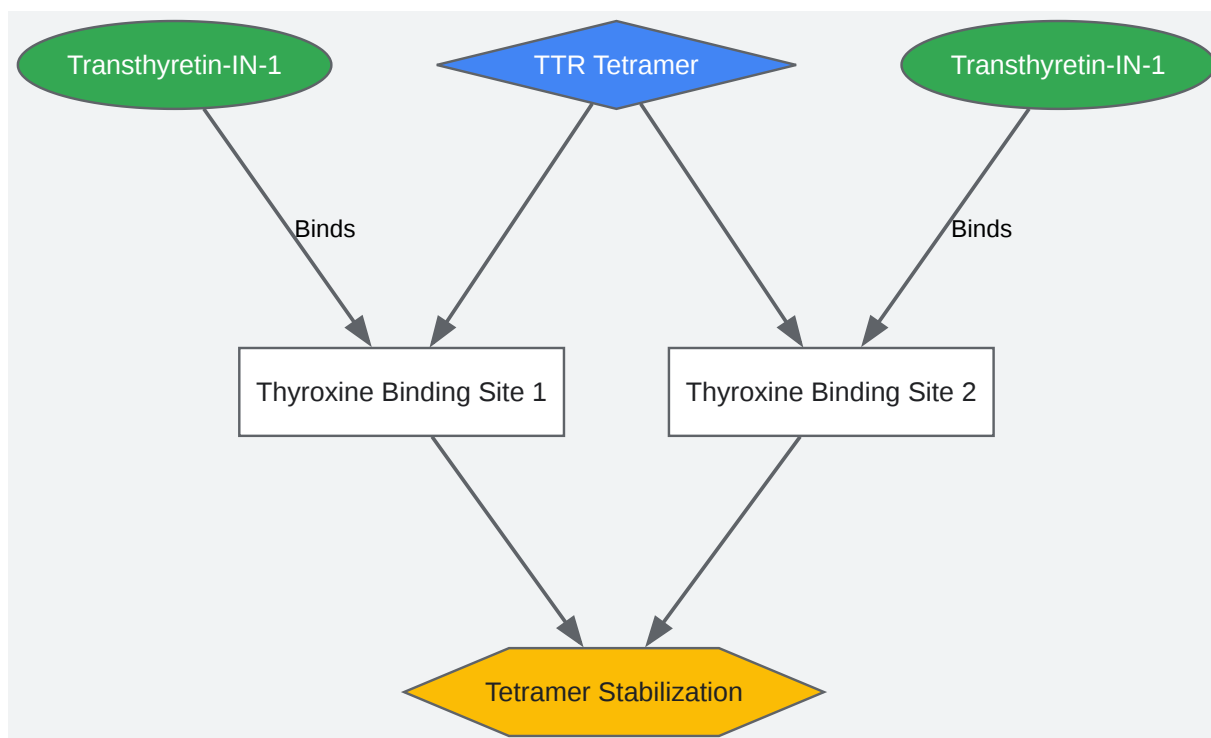 Transthyretin-IN-1
TTR Tetramer
Transthyretin-IN-1
Binds
Binds
Thyroxine Binding Site 1
Thyroxine Binding Site 2
Tetramer Stabilization